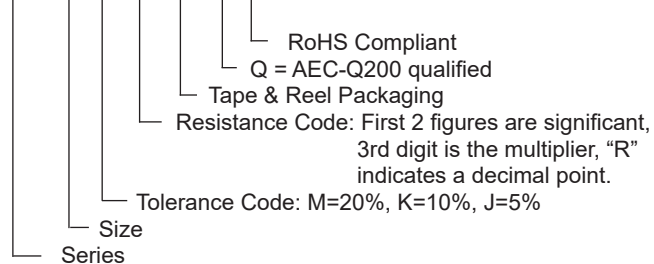 RoHS Compliant
Q = AEC-Q200 qualified
Tape & Reel Packaging
Resistance Code: First 2 figures are significant,
3rd digit is the multiplier, “R”
indicates a decimal point.
Tolerance Code: M=20%, K=10%, J=5%
Size
Series